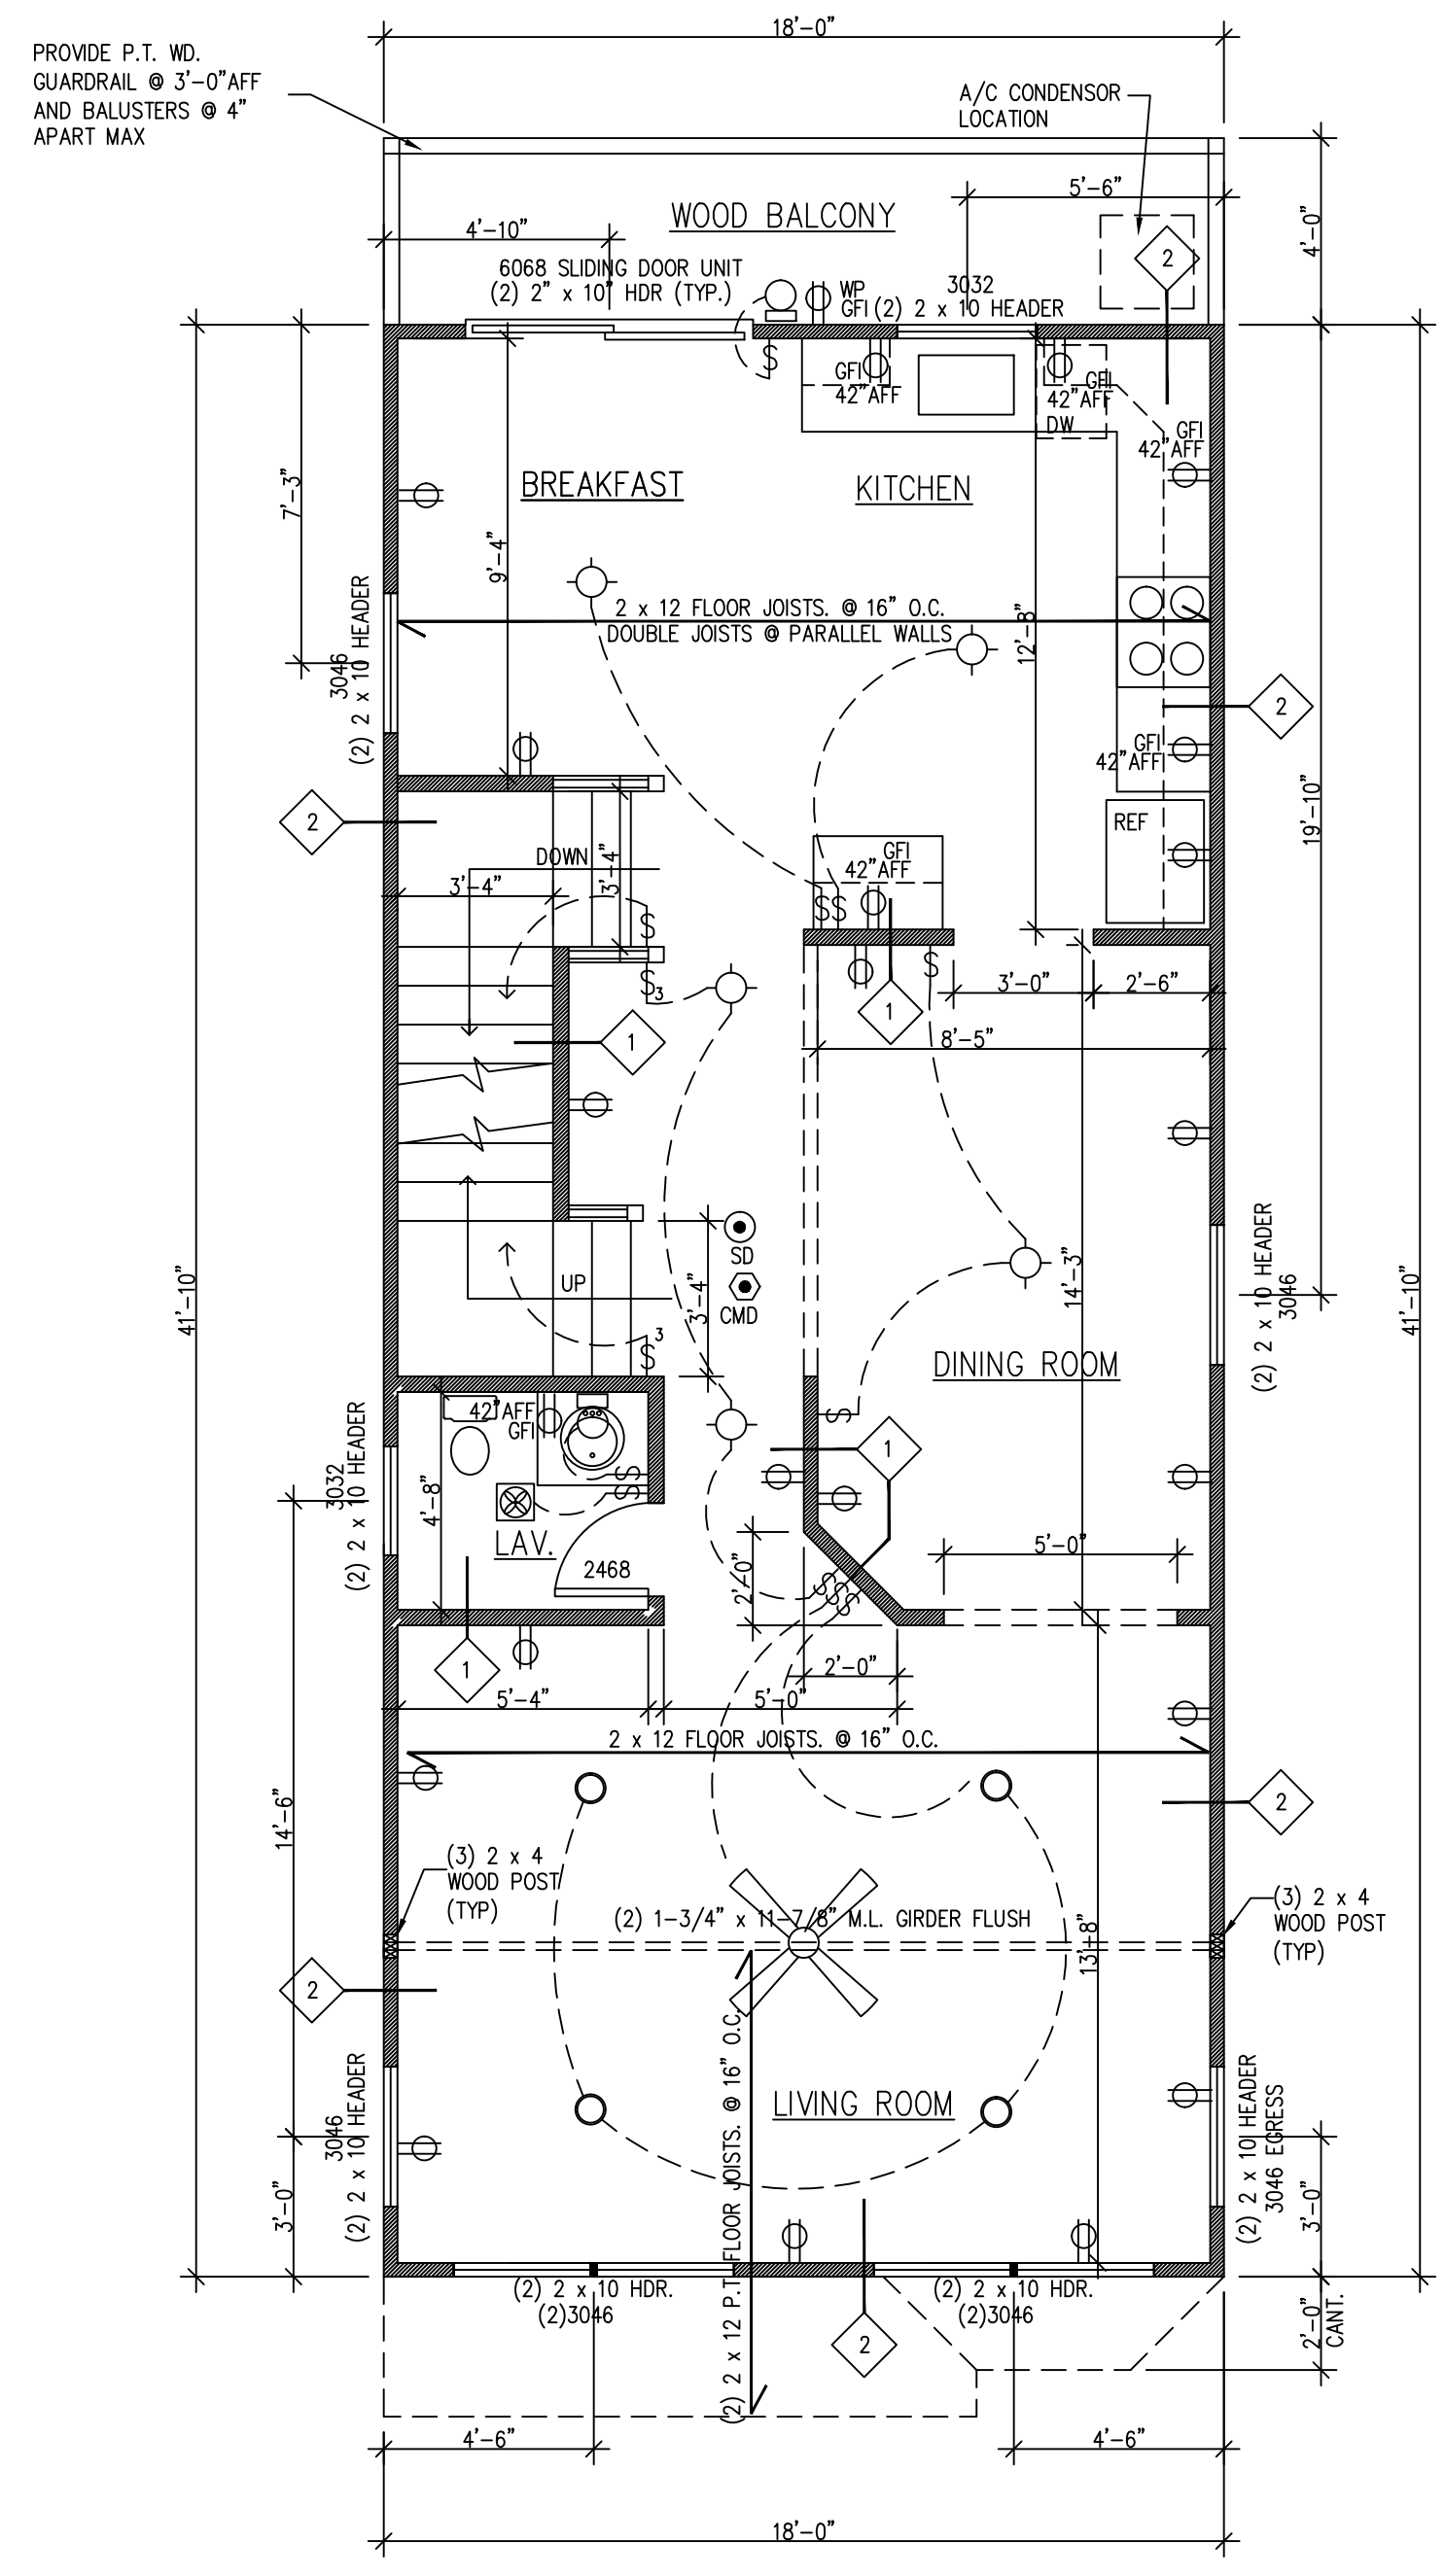 18'-0"
PROVIDE P.T. WD.
GUARDRAIL @ 3'-0"AFF
AND BALUSTERS @ 4"
APART MAX
A/C CONDENSOR
LOCATION
5'-6"
4'-0"
WOOD BALCONY
4'-10"
2
6068 SLIDING DOOR UNIT
(2) 2" x 10" HDR (TYP.)
WP
GFI
3032
(2) 2 x 10 HEADER
S
GFI
42"AFF
GFI
42"AFF
DW
GFI
42"AFF
7'-3"
BREAKFAST
KITCHEN
9'-4"
3046
(2) 2 x 10 HEADER
2 x 12 FLOOR JOISTS. @ 16" O.C.
DOUBLE JOISTS @ PARALLEL WALLS
12'-8"
2
GFI
42"AFF
19'-10"
2
REF
DOWN
3'-4"
3'-4"
GFI
42"AFF
S
SS
S
S3
3'-0"
2'-6"
1
1
8'-5"
41'-10"
41'-10"
SD
CMD
UP
3'-4"
14'-3"
(2) 2 x 10 HEADER
3046
S3
DINING ROOM
3032
(2) 2 x 10 HEADER
42"AFF
GFI
S
1
4'-8"
SS
LAV.
2468
5'-0"
2'-0"
SSS
1
2'-0"
5'-4"
5'-0"
2 x 12 FLOOR JOISTS. @ 16" O.C.
2
14'-6"
(3) 2 x 4
WOOD POST
(TYP)
(3) 2 x 4
WOOD POST
(TYP)
(2) 1-3/4" x 11-7/8" M.L. GIRDER FLUSH
13'-8"
2
LIVING ROOM
(2) 2 x 12 P.T. FLOOR JOISTS. @ 16" O.C.
3046
(2) 2 x 10 HEADER
(2) 2 x 10 HEADER
3046 EGRESS
3'-0"
3'-0"
(2) 2 x 10 HDR.
(2)3046
(2) 2 x 10 HDR.
(2)3046
2
2'-0"
CANT.
4'-6"
4'-6"
18'-0"